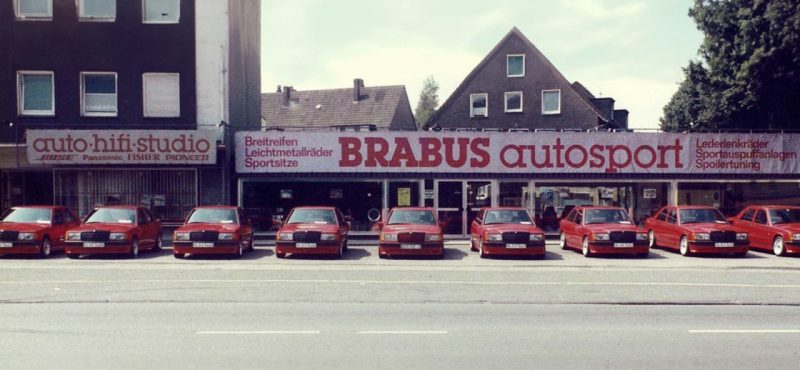 auto·hifi·studio
BOSE Panasonic FISHER PIONEER
Breitreifen
Leichtmetallräder
Sportsitze
BRABUS autosport
Lederlenkräder
Sportauspuffanlagen
Spoilertuning